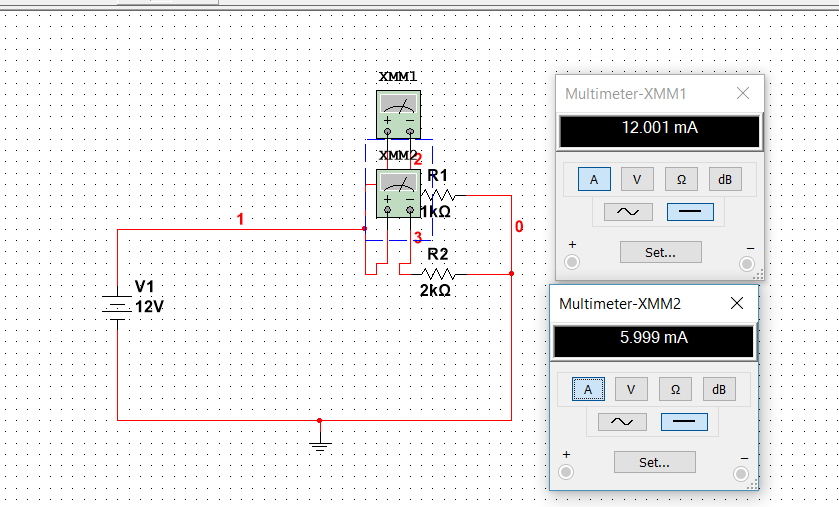 XMM1
XMM2
2
R1
1kΩ
1
0
3
R2
2kΩ
V1
12V
Multimeter-XMM1
12.001 mA
A V Ω dB
Set...
+ −
Multimeter-XMM2
5.999 mA
A V Ω dB
Set...
+ −